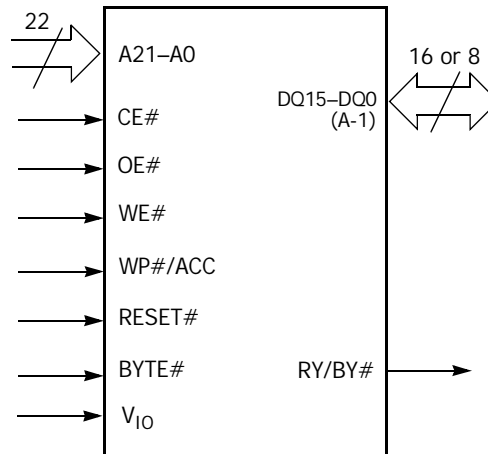 22
A21–A0
16 or 8
DQ15–DQ0
(A-1)
CE#
OE#
WE#
WP#/ACC
RESET#
BYTE#
RY/BY#
VIO